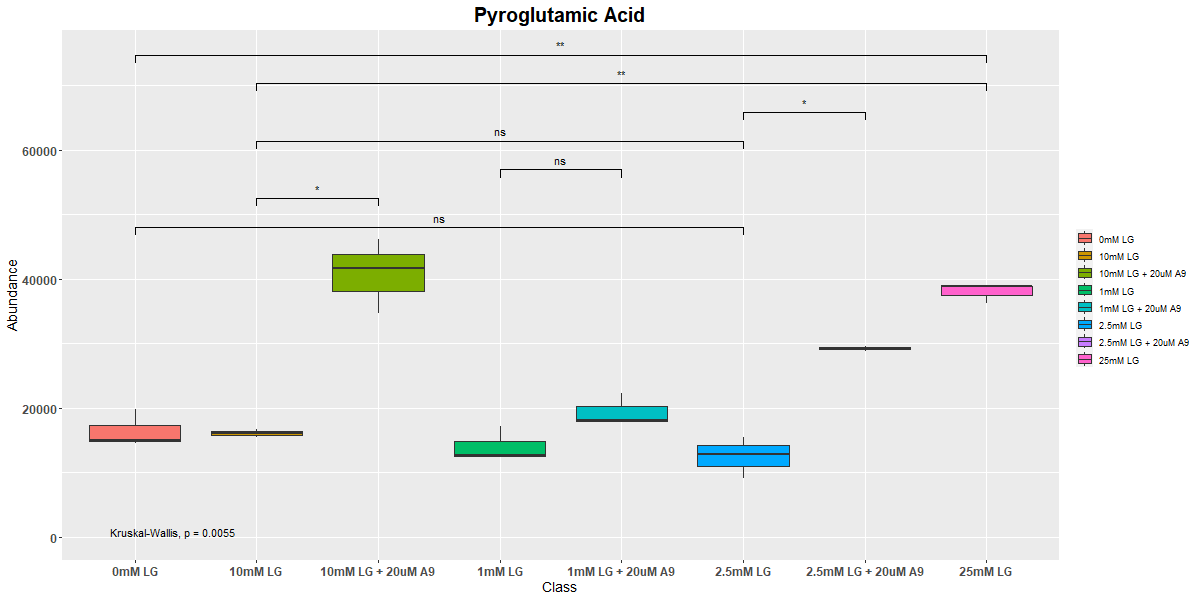 Pyroglutamic Acid
**
**
*
ns
ns
*
ns
60000
40000
20000
0
Abundance
Kruskal-Wallis, p = 0.0055
0mM LG
10mM LG
10mM LG + 20uM A9
1mM LG
1mM LG + 20uM A9
2.5mM LG
2.5mM LG + 20uM A9
25mM LG
Class
0mM LG
10mM LG
10mM LG + 20uM A9
1mM LG
1mM LG + 20uM A9
2.5mM LG
2.5mM LG + 20uM A9
25mM LG